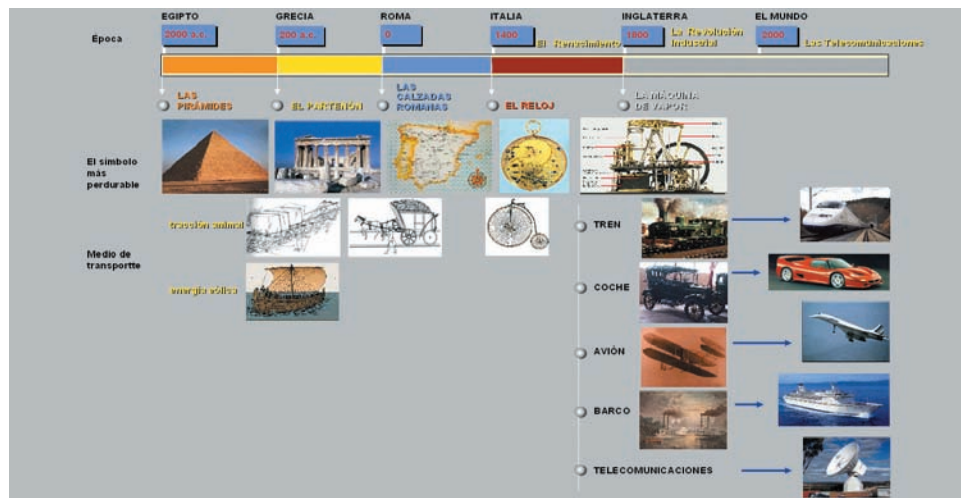 EGIPTO GRECIA ROMA ITALIA INGLATERRA EL MUNDO
Época
2000 a.c. 200 a.c. 0 1400 El Renacimiento 1800 La Revolución
Industrial 2000 Las Telecomunicaciones
LAS
PIRÁMIDES
EL PARTENÓN
LAS
CALZADAS
ROMANAS
EL RELOJ
LA MÁQUINA
DE VAPOR
El símbolo
más
perdurable
Medio de
transportte
tracción animal
energía eólica
TREN
COCHE
AVIÓN
BARCO
TELECOMUNICACIONES